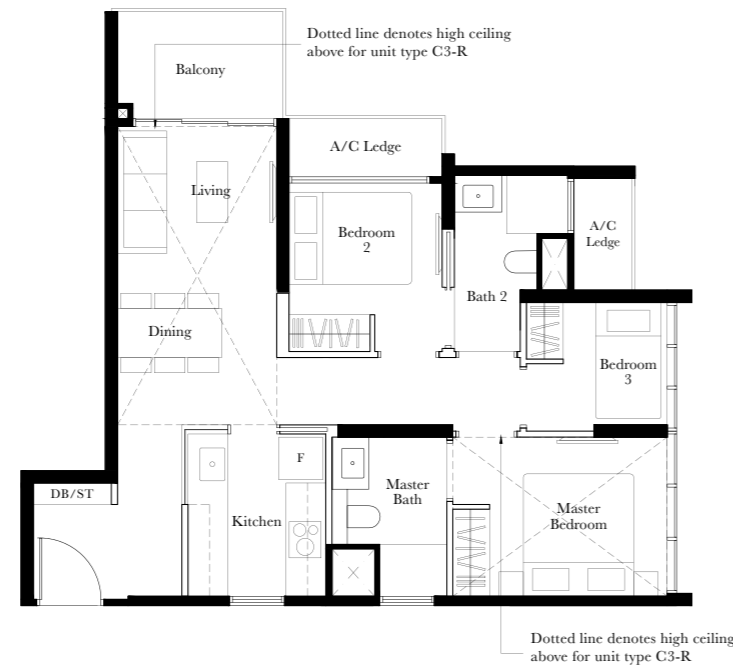 Dotted line denotes high ceiling
above for unit type C3-R
Balcony
A/C Ledge
Living
Bedroom
2
A/C
Ledge
Bath 2
Dining
Bedroom
3
F
DB/ST
Master
Bath
Kitchen
Master
Bedroom
Dotted line denotes high ceiling
above for unit type C3-R